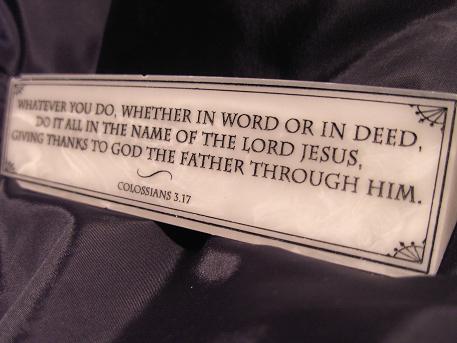 WHATEVER YOU DO, WHETHER IN WORD OR IN DEED,
DO IT ALL IN THE NAME OF THE LORD JESUS,
GIVING THANKS TO GOD THE FATHER THROUGH HIM.
COLOSSIANS 3.17